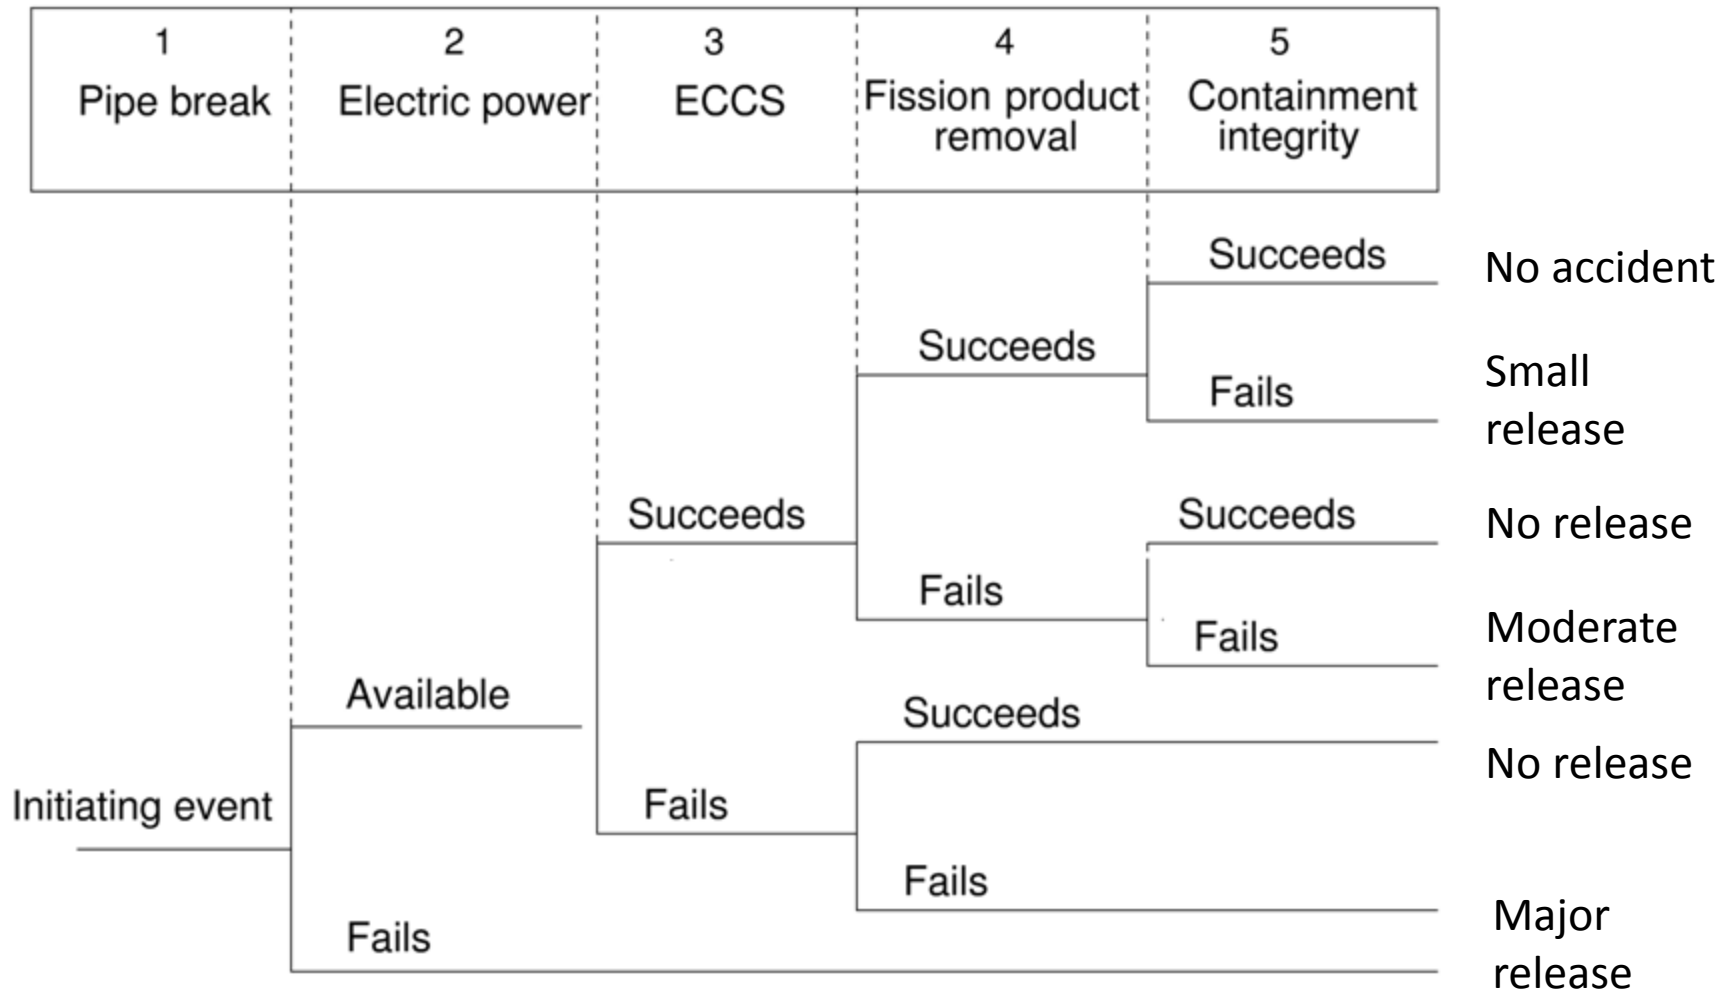 1
2
3
4
5
Pipe break
Electric power
ECCS
Fission product
removal
Containment
integrity
Succeeds
No accident
Succeeds
Small
release
Fails
Succeeds
Succeeds
No release
Fails
Moderate
release
Fails
Available
Succeeds
No release
Initiating event
Fails
Fails
Major
release
Fails